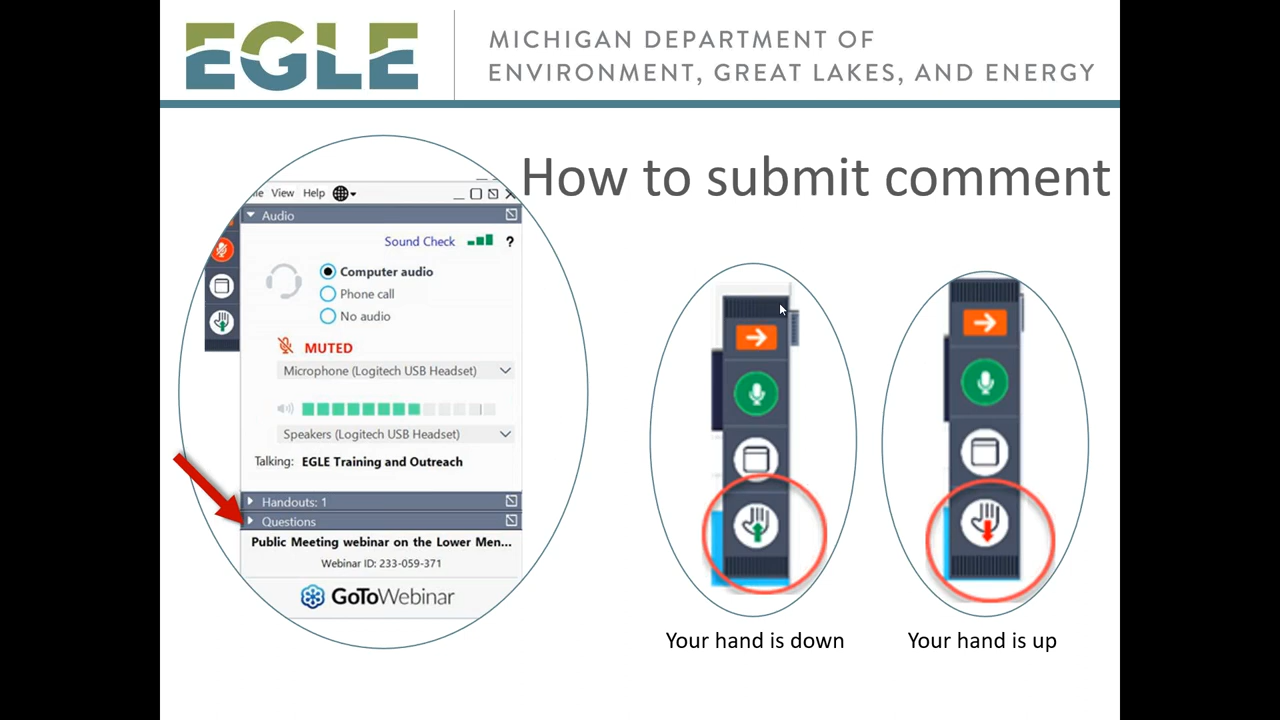 EGLE
MICHIGAN DEPARTMENT OF
ENVIRONMENT, GREAT LAKES, AND ENERGY
How to submit comment
View Help
Audio
Sound Check ?
Computer audio
Phone call
No audio
MUTED
Microphone (Logitech USB Headset)
Speakers (Logitech USB Headset)
Talking: EGLE Training and Outreach
Handouts: 1
Questions
Public Meeting webinar on the Lower Men...
Webinar ID: 233-059-371
GoToWebinar
Your hand is down
Your hand is up